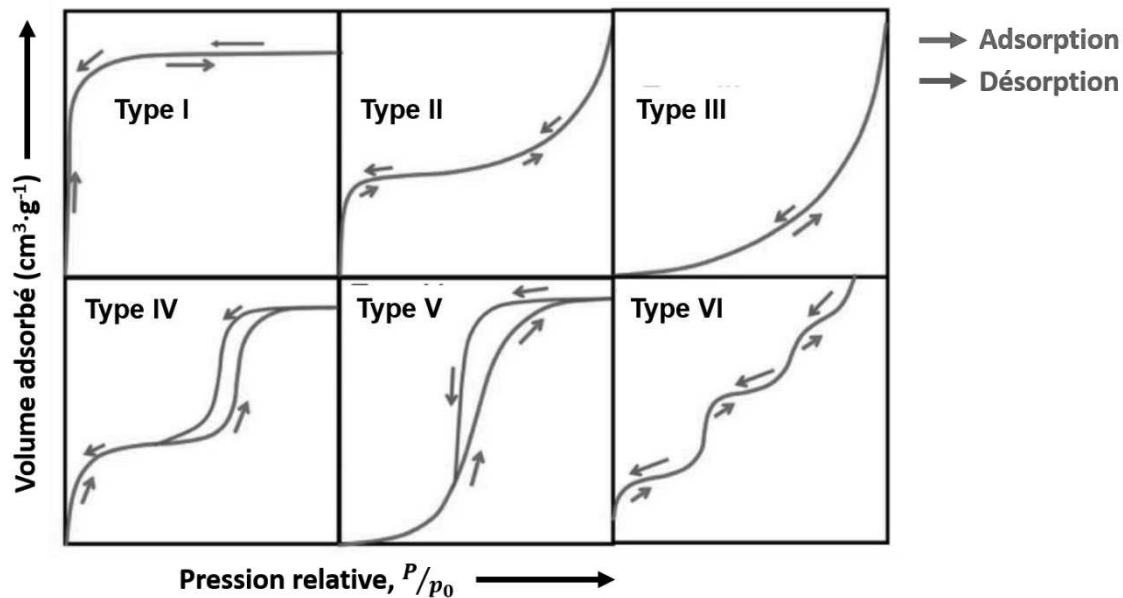 Adsorption
Désorption
Type I
Type II
Type III
Type IV
Type V
Type VI
Volume adsorbé (cm³·g⁻¹)
Pression relative, P/p₀